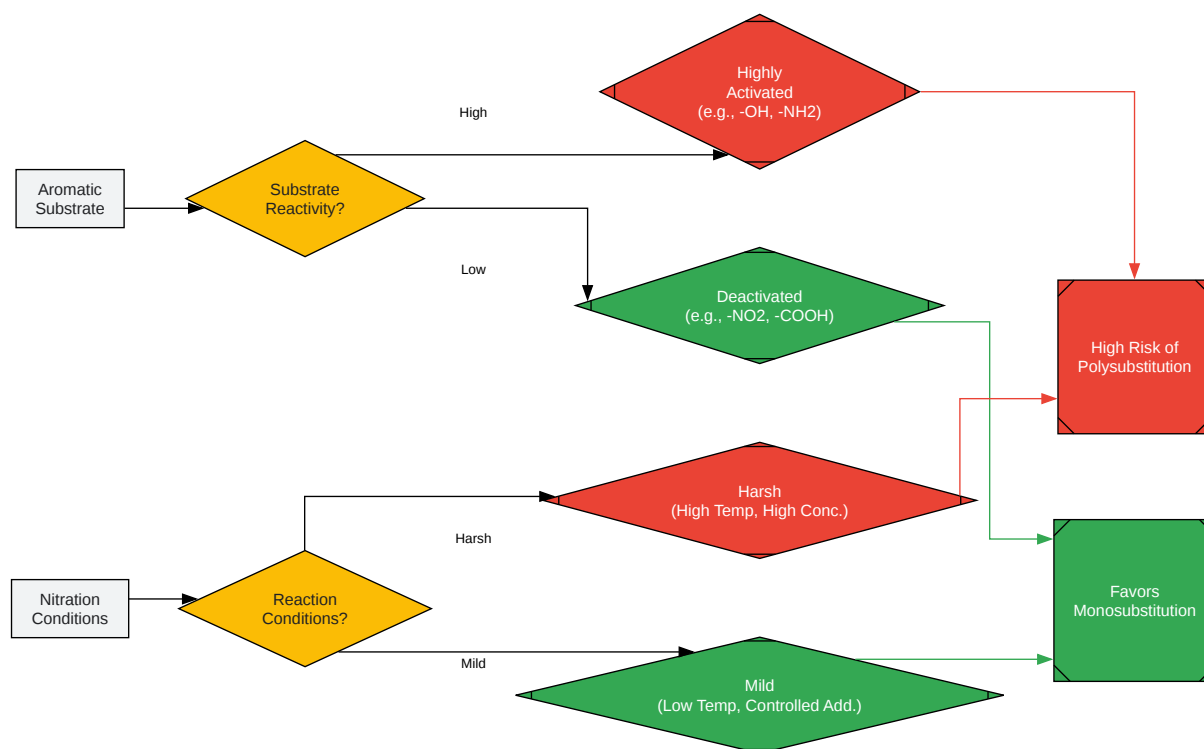 Highly
Activated
(e.g., -OH, -NH2)
High
Aromatic
Substrate
Substrate
Reactivity?
Low
Deactivated
(e.g., -NO2, -COOH)
High Risk of
Polysubstitution
Harsh
(High Temp, High Conc.)
Harsh
Nitration
Conditions
Reaction
Conditions?
Favors
Monosubstitution
Mild
Mild
(Low Temp, Controlled Add.)